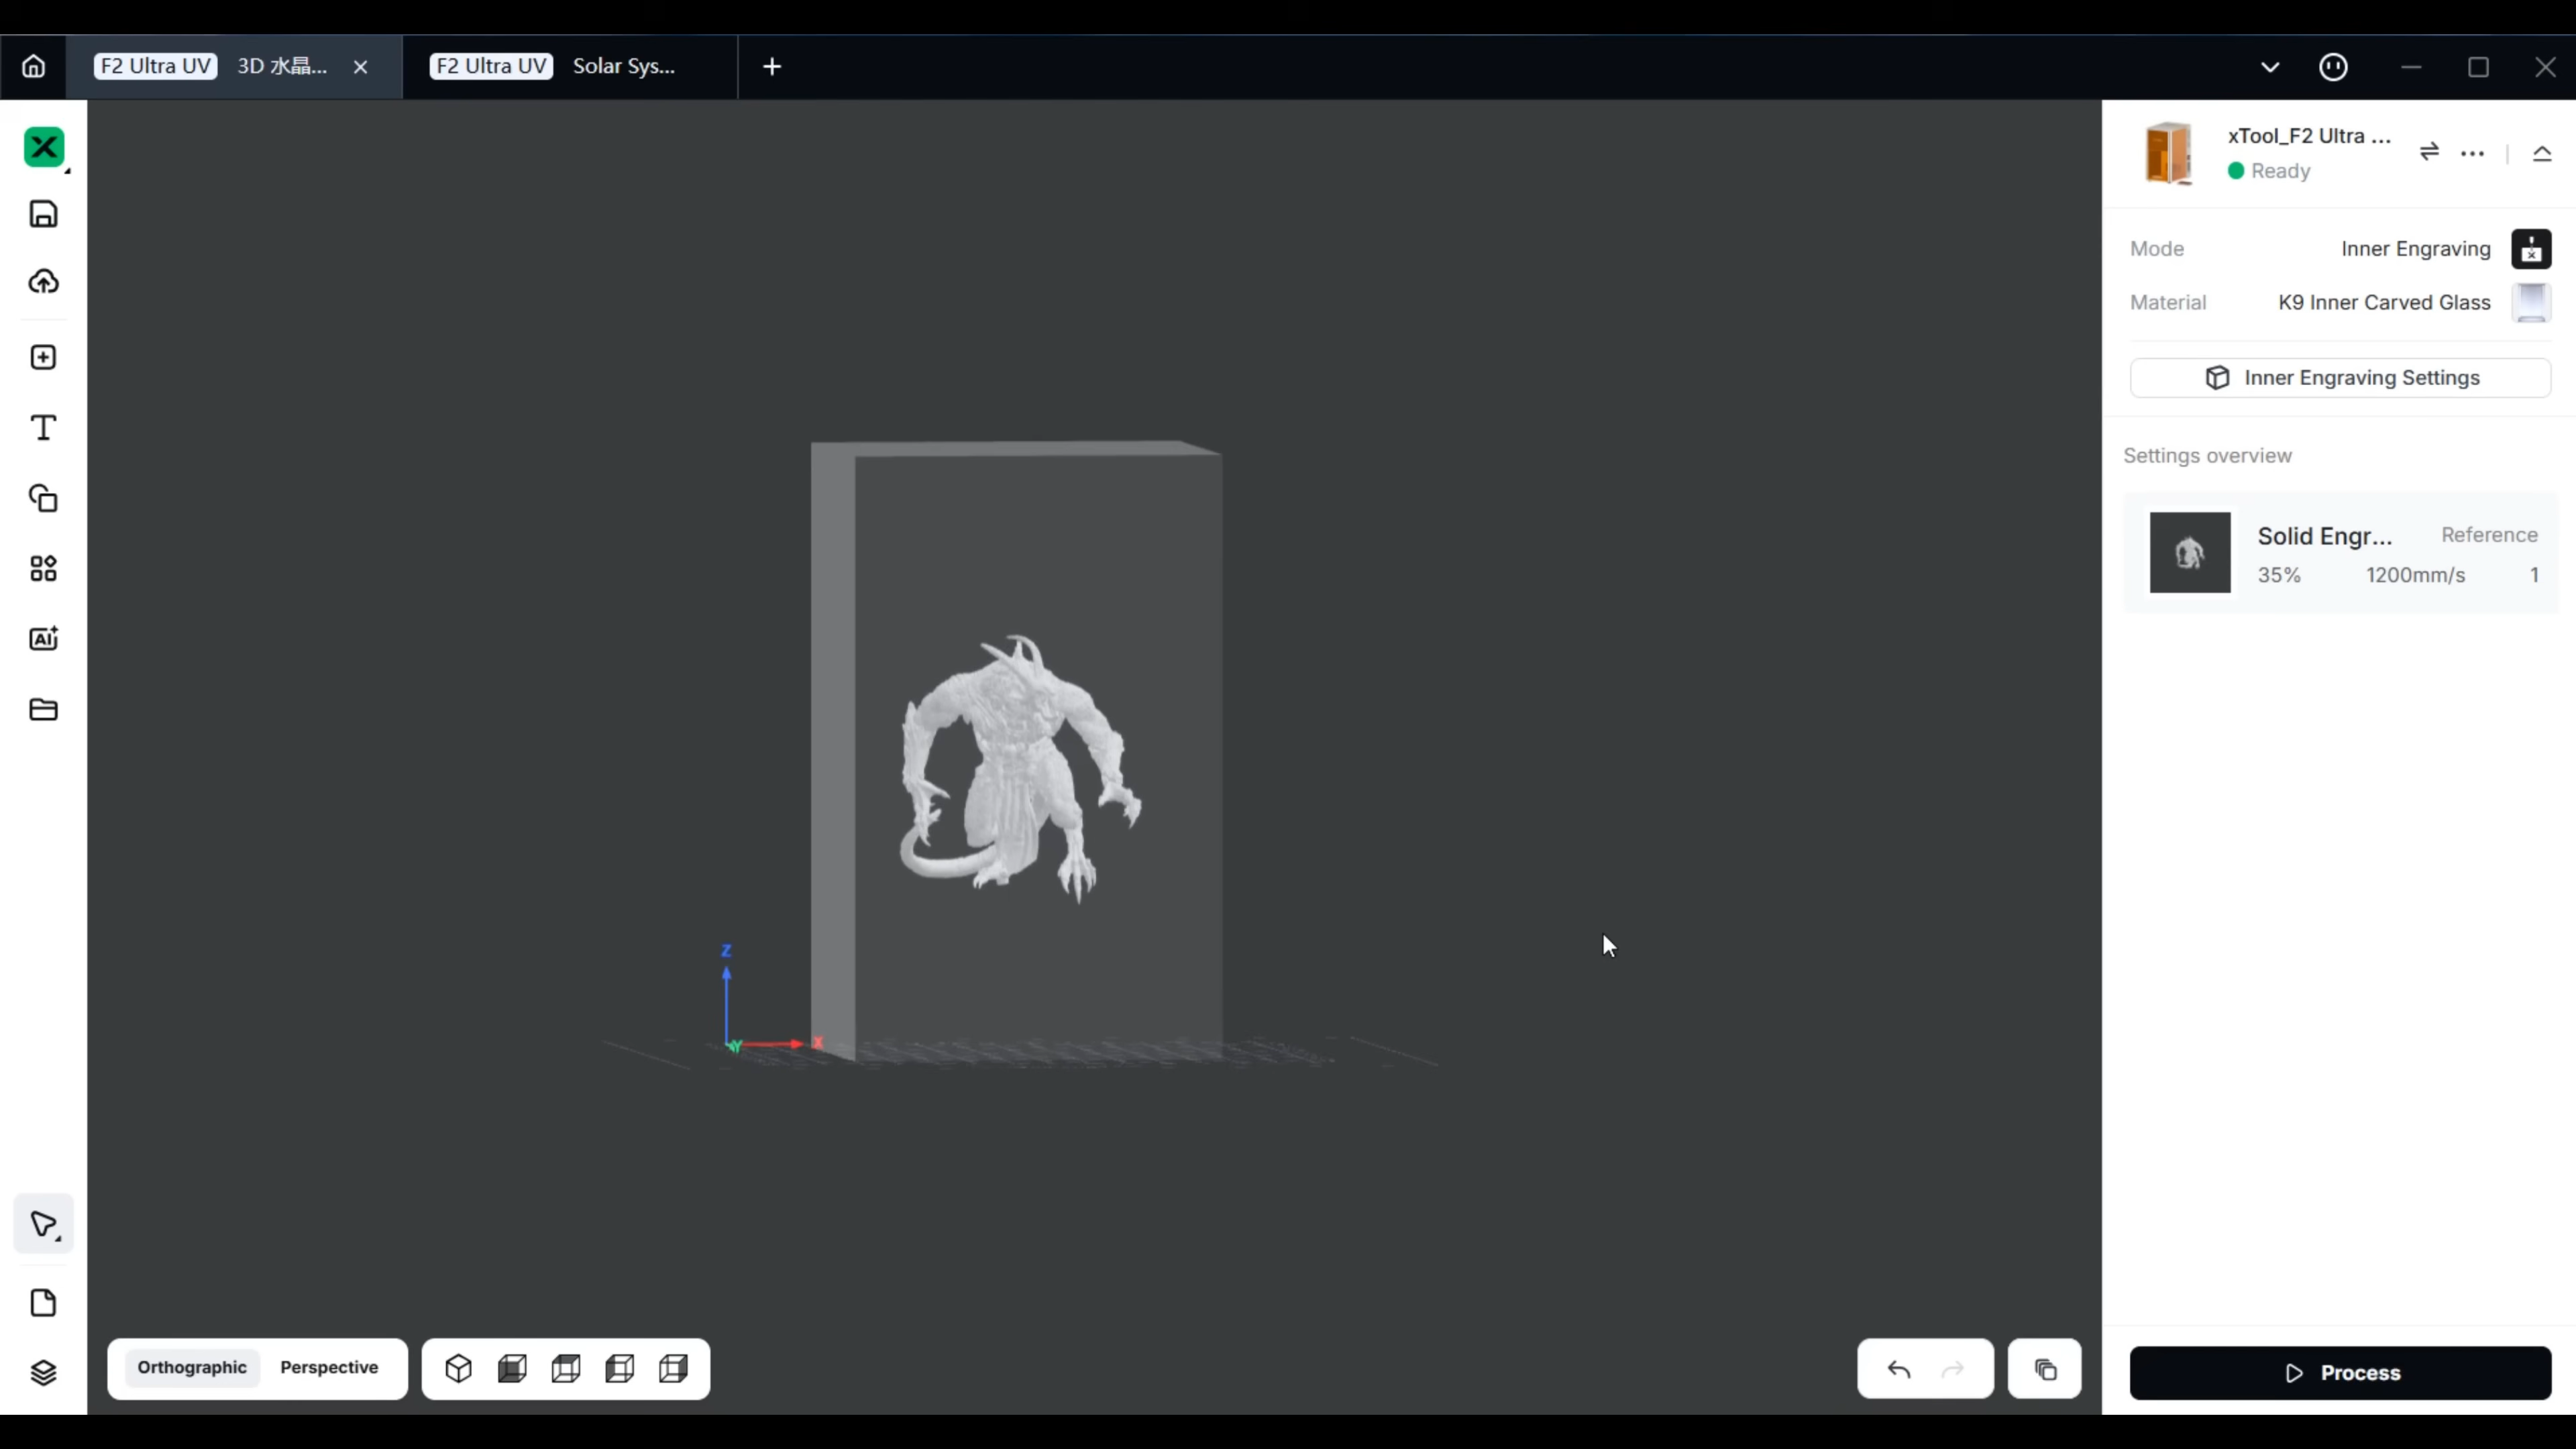 F2 Ultra UV 3D 水晶... F2 Ultra UV Solar Sys...
xTool_F2 Ultra ...
Ready
Mode Inner Engraving
Material K9 Inner Carved Glass
Inner Engraving Settings
Settings overview
Solid Engr... Reference
35% 1200mm/s 1
AI
Z
Y X
Orthographic Perspective
Process